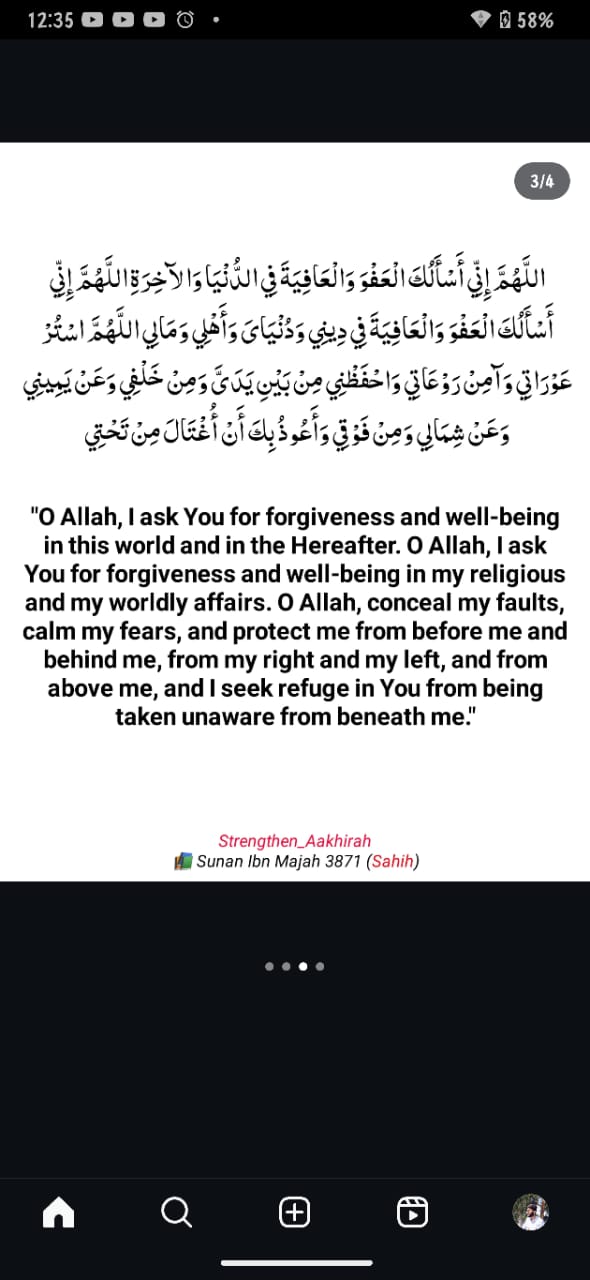 12:35
58%
3/4
اللَّهُمَّ إِنِّي أَسْأَلُكَ الْعَفْوَ وَالْعَافِيَةَ فِي الدُّنْيَا وَالآخِرَةِ اللَّهُمَّ إِنِّي
أَسْأَلُكَ الْعَفْوَ وَالْعَافِيَةَ فِي دِينِي وَدُنْيَاىَ وَأَهْلِي وَمَالِي اللَّهُمَّ اسْتُرْ
عَوْرَاتِي وَآمِنْ رَوْعَاتِي وَاحْفَظْنِي مِنْ بَيْنِ يَدَىَّ وَمِنْ خَلْفِي وَعَنْ يَمِينِي
وَعَنْ شِمَالِي وَمِنْ فَوْقِي وَأَعُوذُ بِكَ أَنْ أُغْتَالَ مِنْ تَحْتِي
"O Allah, I ask You for forgiveness and well-being
in this world and in the Hereafter. O Allah, I ask
You for forgiveness and well-being in my religious
and my worldly affairs. O Allah, conceal my faults,
calm my fears, and protect me from before me and
behind me, from my right and my left, and from
above me, and I seek refuge in You from being
taken unaware from beneath me."
Strengthen_Aakhirah
Sunan Ibn Majah 3871 (Sahih)